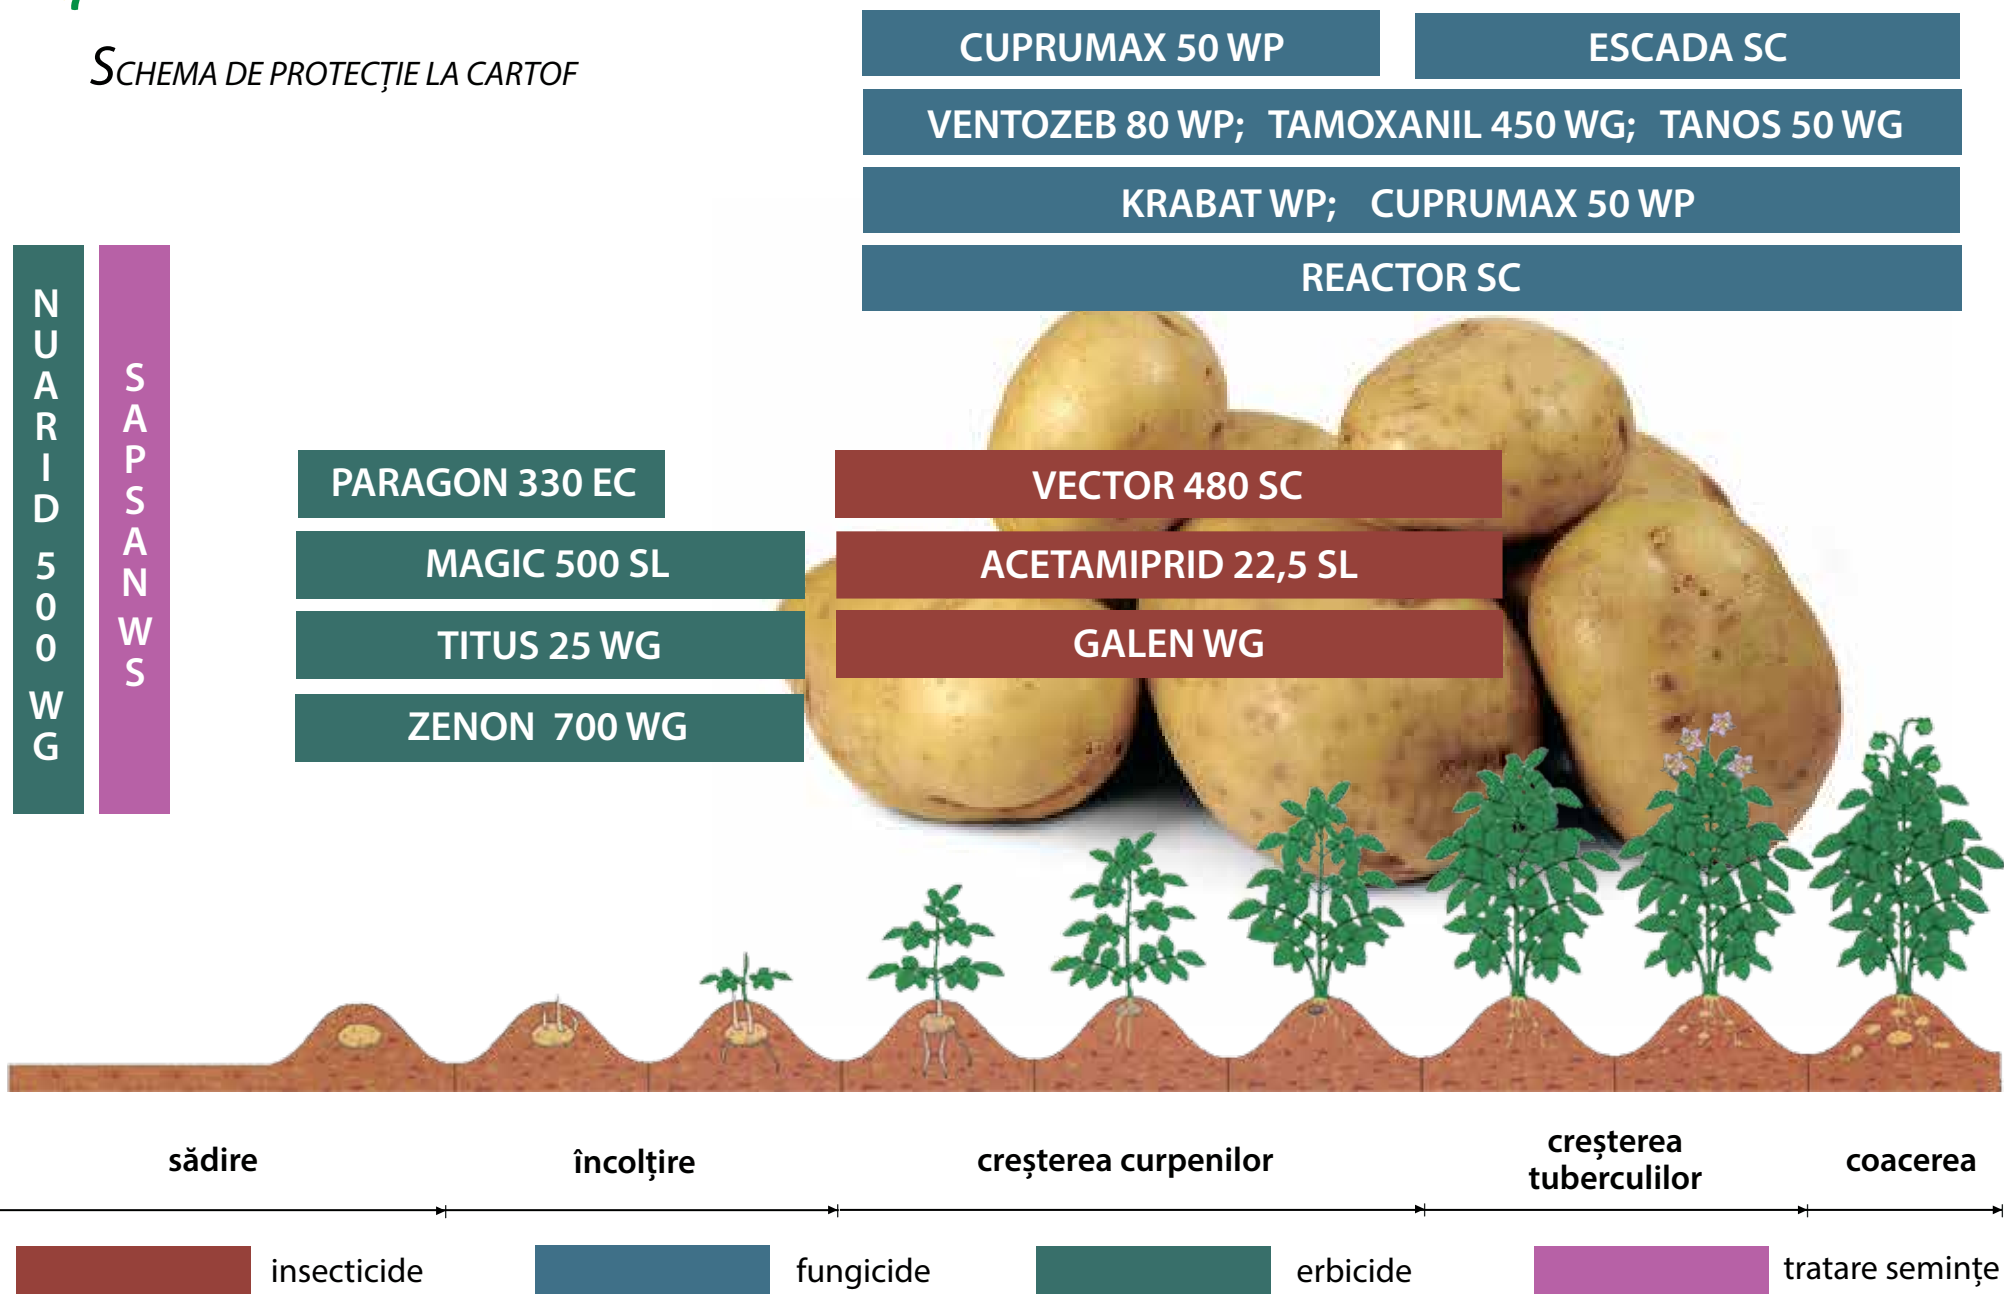 SCHEMA DE PROTECȚIE LA CARTOF
CUPRUMAX 50 WP
ESCADA SC
VENTOZEB 80 WP; TAMOXANIL 450 WG; TANOS 50 WG
KRABAT WP; CUPRUMAX 50 WP
REACTOR SC
NUARID 500 WG
SAPSAN WS
PARAGON 330 EC
MAGIC 500 SL
TITUS 25 WG
ZENON 700 WG
VECTOR 480 SC
ACETAMIPRID 22,5 SL
GALEN WG
sădire
încolțire
creșterea curpenilor
creșterea
tuberculilor
coacerea
insecticide
fungicide
erbicide
tratare semințe